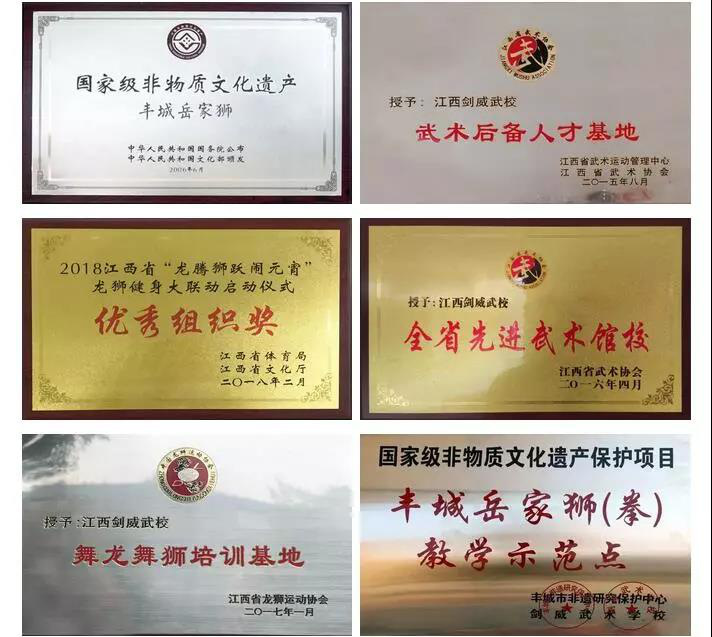 国家级非物质文化遗产
丰城岳家狮
中华人民共和国国务院公布
中华人民共和国文化部颁发
2006年6月
江西省武术协会
JIANGXI WUSHU ASSOCIATION
武
授予：江西剑威武校
武术后备人才基地
江西省武术运动管理中心
江西省武术协会
二〇一五年八月
2018江西省“龙腾狮跃闹元宵”
龙狮健身大联动启动仪式
优秀组织奖
江西省体育局
江西省文化厅
二〇一八年二月
武
授予：江西剑威武校
全省先进武术馆校
江西省武术协会
二〇一六年四月
授予：江西剑威武校
舞龙舞狮培训基地
江西省龙狮运动协会
二〇一七年一月
国家级非物质文化遗产保护项目
丰城岳家狮(拳)
教学示范点
丰城市非遗研究保护中心
剑威武术学校